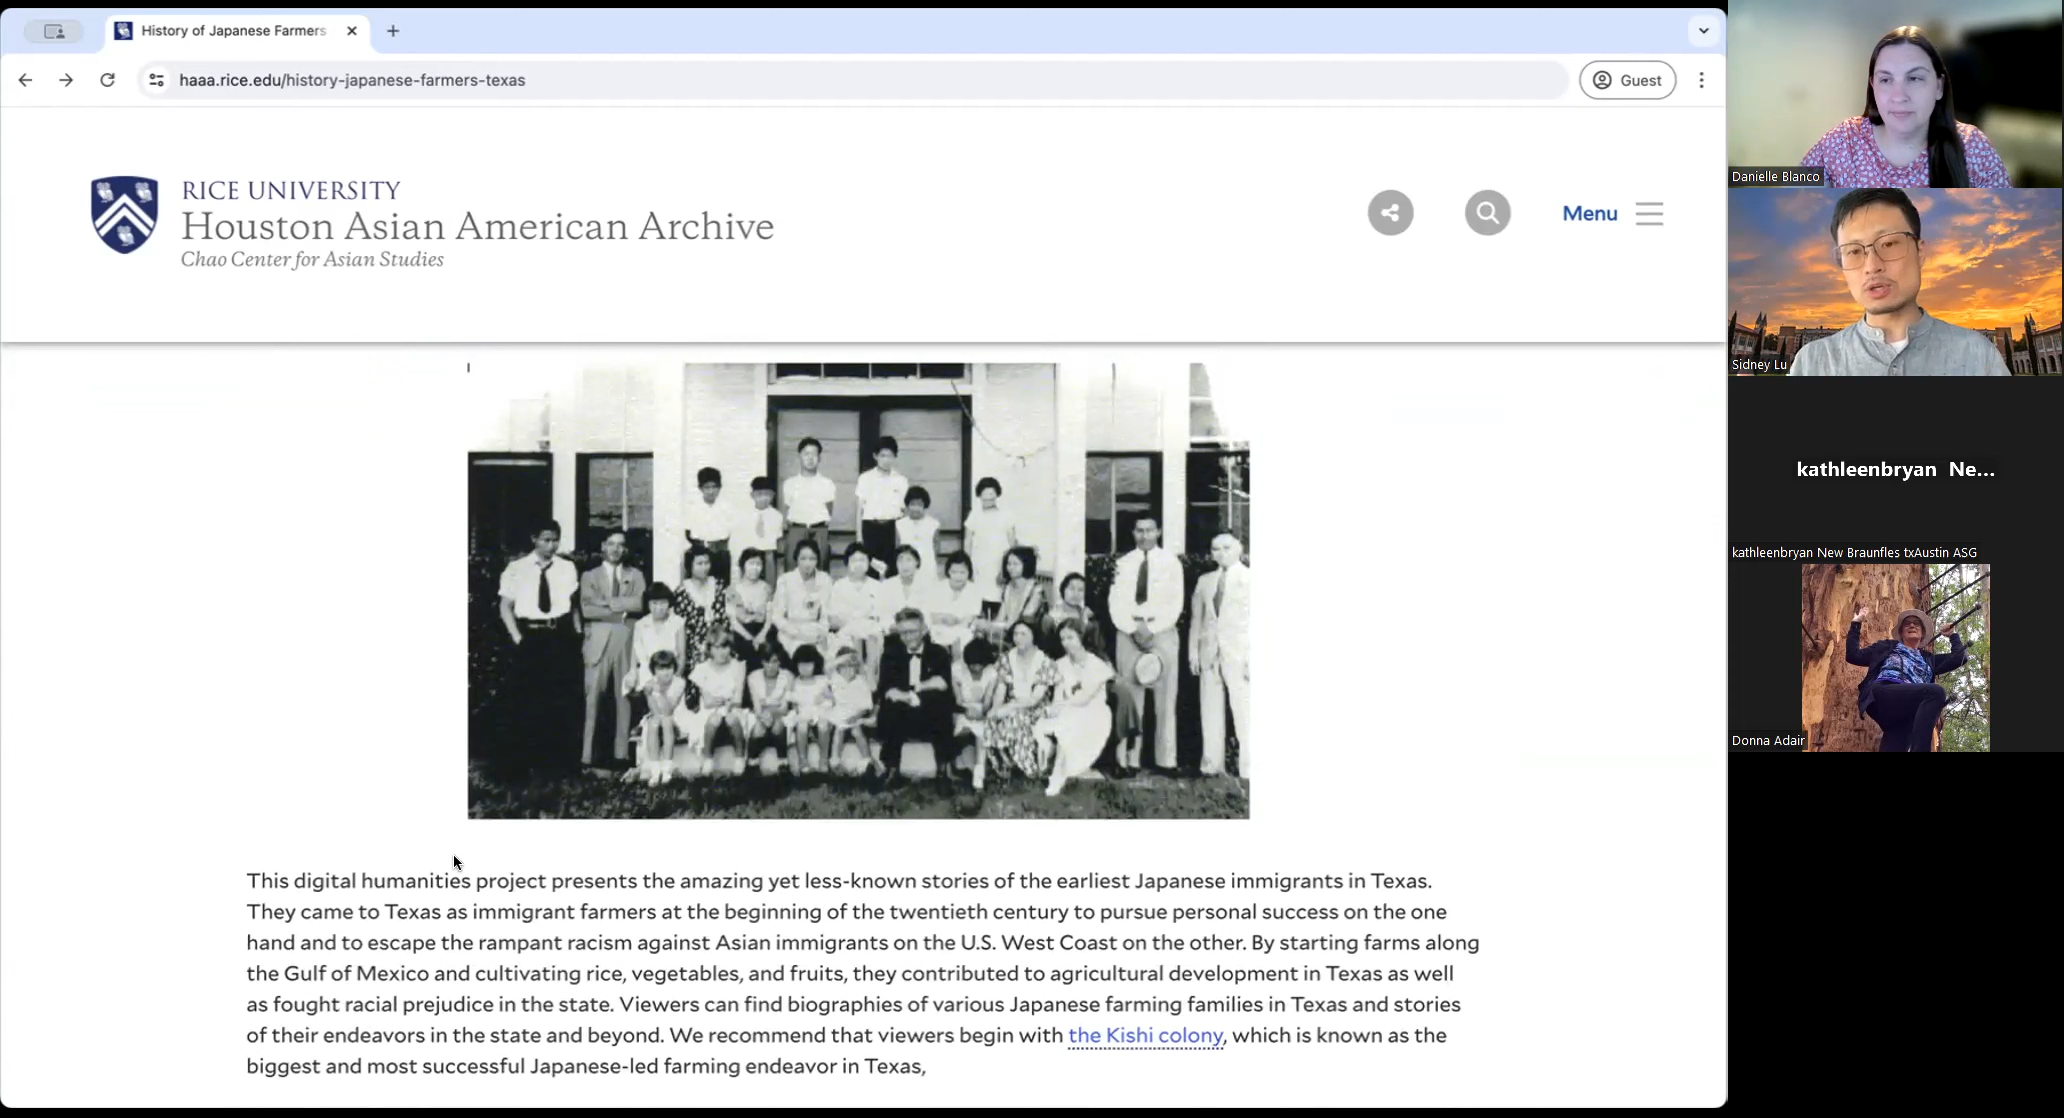 History of Japanese Farmers
haaa.rice.edu/history-japanese-farmers-texas
Guest
RICE UNIVERSITY
Houston Asian American Archive
Chao Center for Asian Studies
Menu
This digital humanities project presents the amazing yet less-known stories of the earliest Japanese immigrants in Texas.
They came to Texas as immigrant farmers at the beginning of the twentieth century to pursue personal success on the one
hand and to escape the rampant racism against Asian immigrants on the U.S. West Coast on the other. By starting farms along
the Gulf of Mexico and cultivating rice, vegetables, and fruits, they contributed to agricultural development in Texas as well
as fought racial prejudice in the state. Viewers can find biographies of various Japanese farming families in Texas and stories
of their endeavors in the state and beyond. We recommend that viewers begin with the Kishi colony, which is known as the
biggest and most successful Japanese-led farming endeavor in Texas,
Danielle Blanco
Sidney Lu
kathleenbryan Ne...
kathleenbryan New Braunfles txAustin ASG
Donna Adair